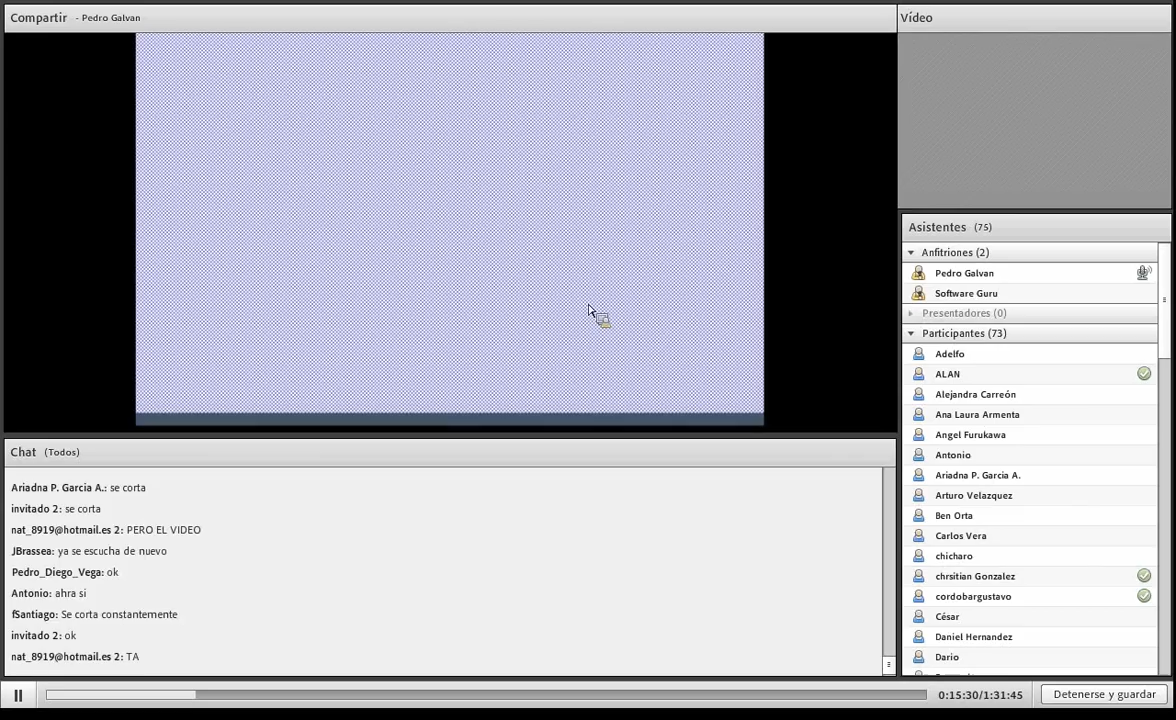 Compartir - Pedro Galvan
Vídeo
Asistentes (75)
Anfitriones (2)
Pedro Galvan
Software Guru
Presentadores (0)
Participantes (73)
Adelfo
ALAN
Alejandra Carreón
Ana Laura Armenta
Angel Furukawa
Antonio
Ariadna P. Garcia A.
Arturo Velazquez
Ben Orta
Carlos Vera
chicharo
chrsitian Gonzalez
cordobargustavo
César
Daniel Hernandez
Dario
Chat (Todos)
Ariadna P. Garcia A.: se corta
invitado 2: se corta
nat_8919@hotmail.es 2: PERO EL VIDEO
JBrassea: ya se escucha de nuevo
Pedro_Diego_Vega: ok
Antonio: ahra si
fSantiago: Se corta constantemente
invitado 2: ok
nat_8919@hotmail.es 2: TA
0:15:30/1:31:45
Detenerse y guardar